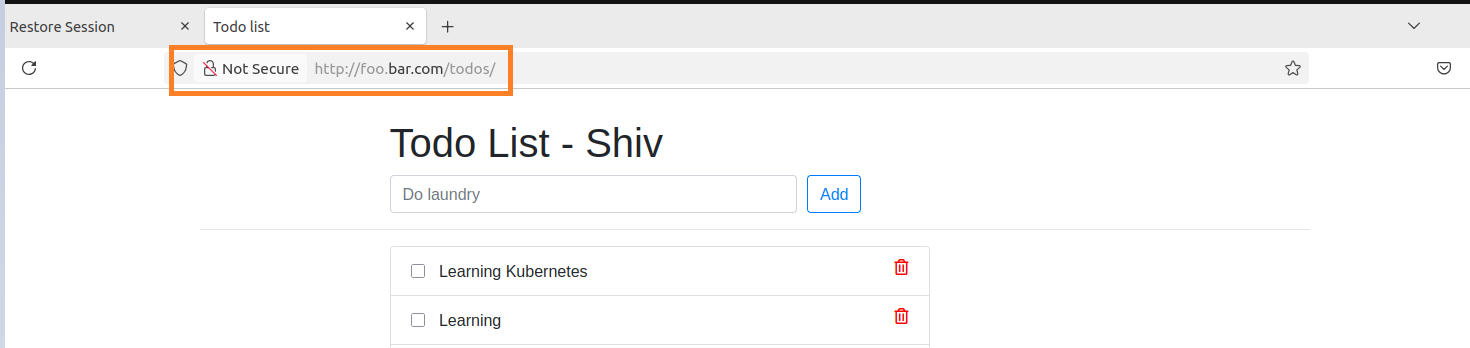 Restore Session
Todo list
Not Secure http://foo.bar.com/todos/
Todo List - Shiv
Do laundry Add
Learning Kubernetes
Learning